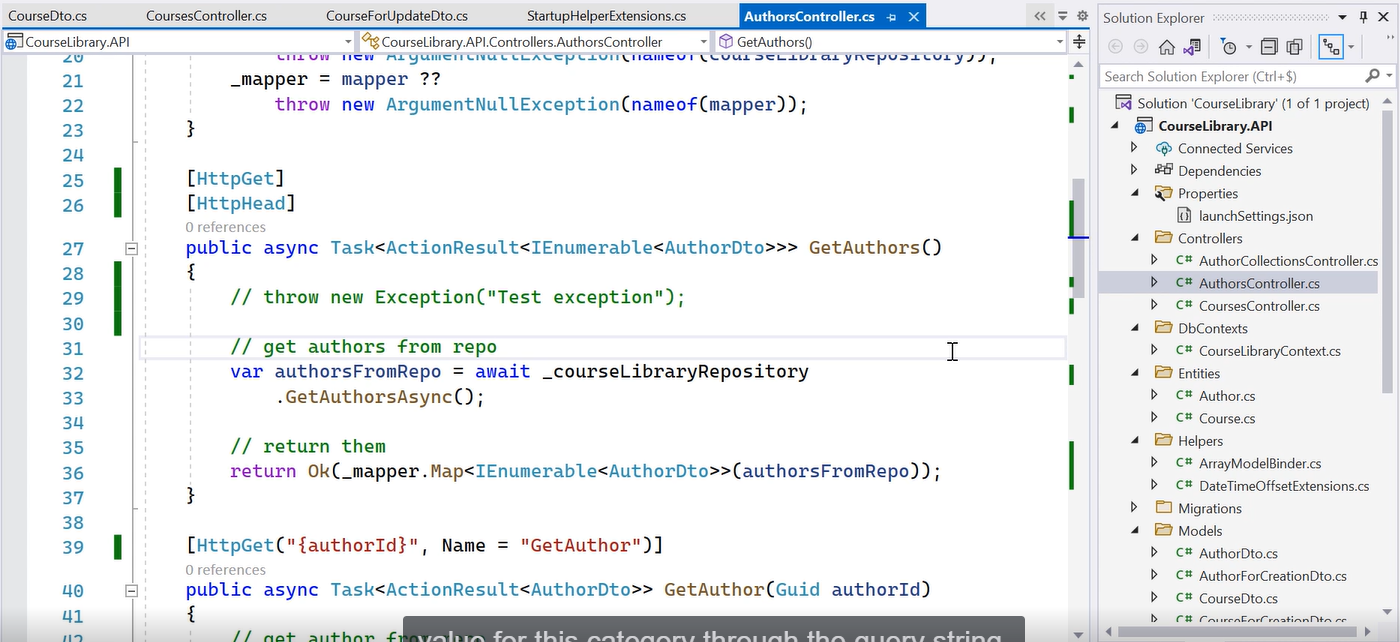 CourseDto.cs CoursesController.cs CourseForUpdateDto.cs StartupHelperExtensions.cs AuthorsController.cs
CourseLibrary.API CourseLibrary.API.Controllers.AuthorsController GetAuthors()
20 throw new ArgumentNullException(nameof(courseLibraryRepository));
21 _mapper = mapper ??
22 throw new ArgumentNullException(nameof(mapper));
23 }
24
25 [HttpGet]
26 [HttpHead]
0 references
27 public async Task<ActionResult<IEnumerable<AuthorDto>>> GetAuthors()
28 {
29 // throw new Exception("Test exception");
30
31 // get authors from repo
32 var authorsFromRepo = await _courseLibraryRepository
33 .GetAuthorsAsync();
34
35 // return them
36 return Ok(_mapper.Map<IEnumerable<AuthorDto>>(authorsFromRepo));
37 }
38
39 [HttpGet("{authorId}", Name = "GetAuthor")]
0 references
40 public async Task<ActionResult<AuthorDto>> GetAuthor(Guid authorId)
41 {
42 // get author from
value for this category through the query string
Solution Explorer
Search Solution Explorer (Ctrl+$)
Solution 'CourseLibrary' (1 of 1 project)
CourseLibrary.API
Connected Services
Dependencies
Properties
launchSettings.json
Controllers
C# AuthorCollectionsController.cs
C# AuthorsController.cs
C# CoursesController.cs
DbContexts
C# CourseLibraryContext.cs
Entities
C# Author.cs
C# Course.cs
Helpers
C# ArrayModelBinder.cs
C# DateTimeOffsetExtensions.cs
Migrations
Models
C# AuthorDto.cs
C# AuthorForCreationDto.cs
C# CourseDto.cs
C# CourseForCreationDto.cs